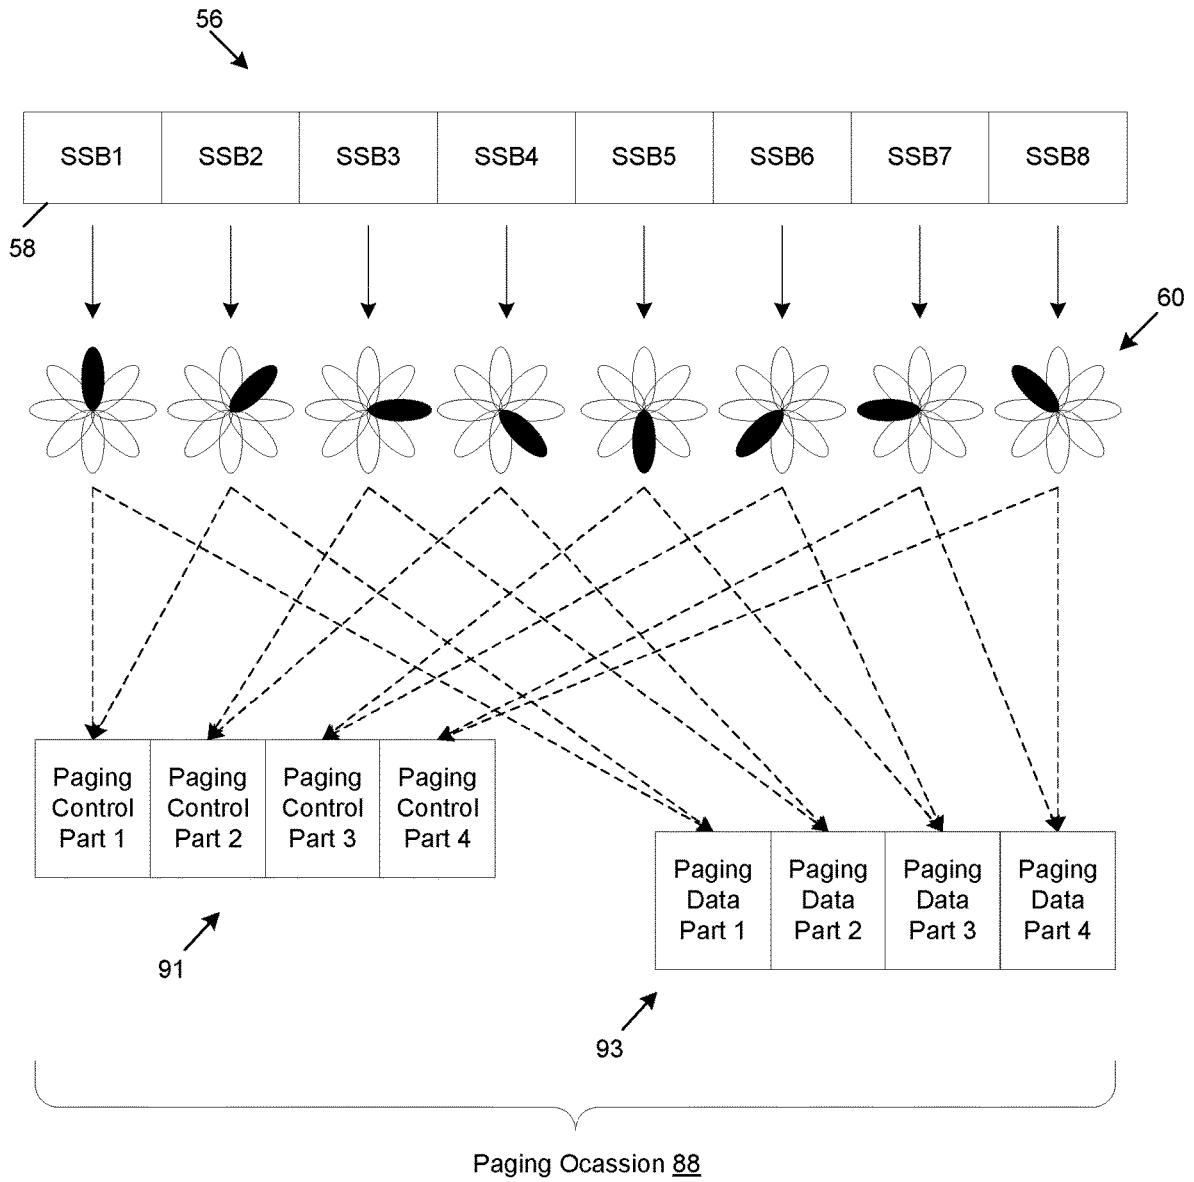 56
SSB1 SSB2 SSB3 SSB4 SSB5 SSB6 SSB7 SSB8
58
60
Paging Control Part 1
Paging Control Part 2
Paging Control Part 3
Paging Control Part 4
Paging Data Part 1
Paging Data Part 2
Paging Data Part 3
Paging Data Part 4
91
93
Paging Ocassion 88